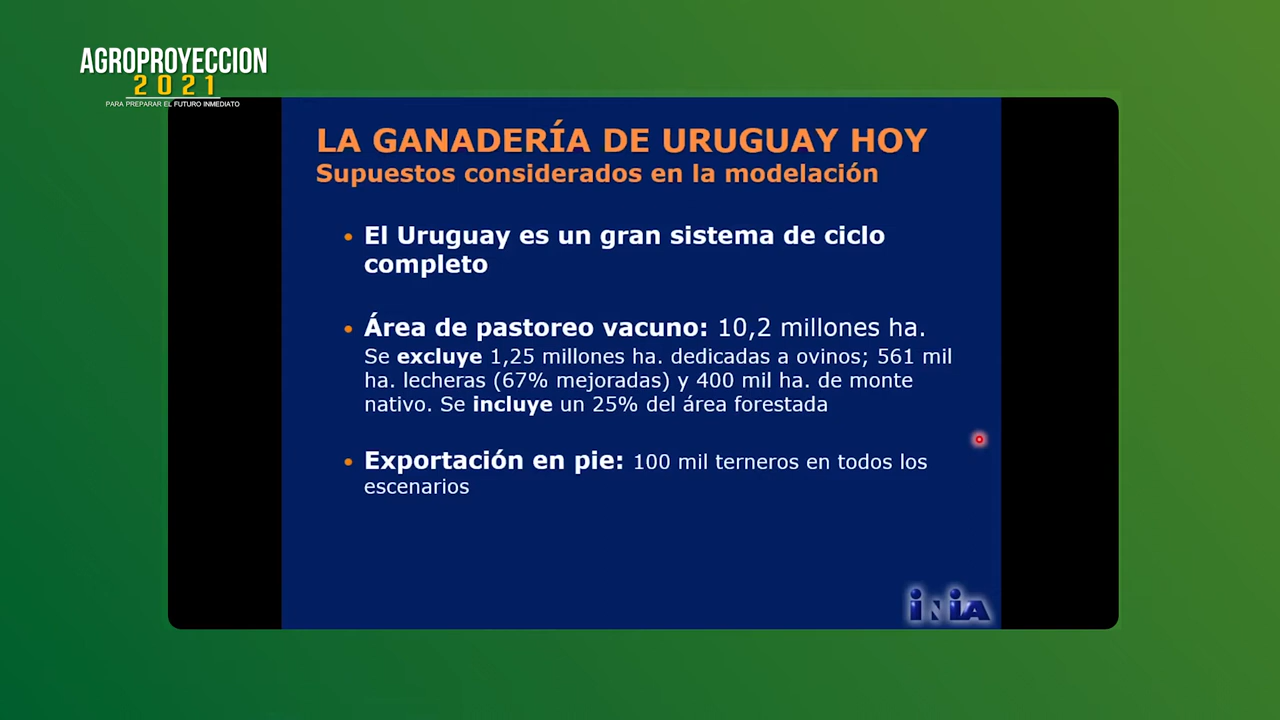 AGROPROYECCION
2021
PARA PREPARAR EL FUTURO INMEDIATO
LA GANADERÍA DE URUGUAY HOY
Supuestos considerados en la modelación
• El Uruguay es un gran sistema de ciclo
completo
• Área de pastoreo vacuno: 10,2 millones ha.
Se excluye 1,25 millones ha. dedicadas a ovinos; 561 mil
ha. lecheras (67% mejoradas) y 400 mil ha. de monte
nativo. Se incluye un 25% del área forestada
• Exportación en pie: 100 mil terneros en todos los
escenarios
INIA